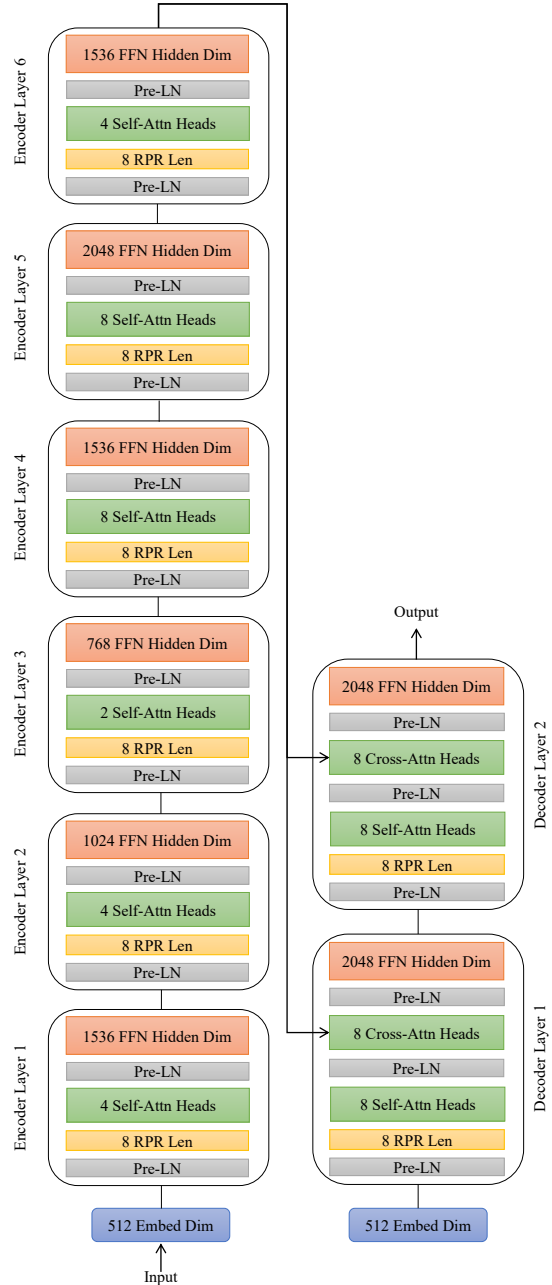 Encoder Layer 6
1536 FFN Hidden Dim
Pre-LN
4 Self-Attn Heads
8 RPR Len
Pre-LN
Encoder Layer 5
2048 FFN Hidden Dim
Pre-LN
8 Self-Attn Heads
8 RPR Len
Pre-LN
Encoder Layer 4
1536 FFN Hidden Dim
Pre-LN
8 Self-Attn Heads
8 RPR Len
Pre-LN
Encoder Layer 3
768 FFN Hidden Dim
Pre-LN
2 Self-Attn Heads
8 RPR Len
Pre-LN
Encoder Layer 2
1024 FFN Hidden Dim
Pre-LN
4 Self-Attn Heads
8 RPR Len
Pre-LN
Encoder Layer 1
1536 FFN Hidden Dim
Pre-LN
4 Self-Attn Heads
8 RPR Len
Pre-LN
512 Embed Dim
Input
Output
2048 FFN Hidden Dim
Pre-LN
8 Cross-Attn Heads
Pre-LN
8 Self-Attn Heads
8 RPR Len
Pre-LN
Decoder Layer 2
2048 FFN Hidden Dim
Pre-LN
8 Cross-Attn Heads
Pre-LN
8 Self-Attn Heads
8 RPR Len
Pre-LN
Decoder Layer 1
512 Embed Dim